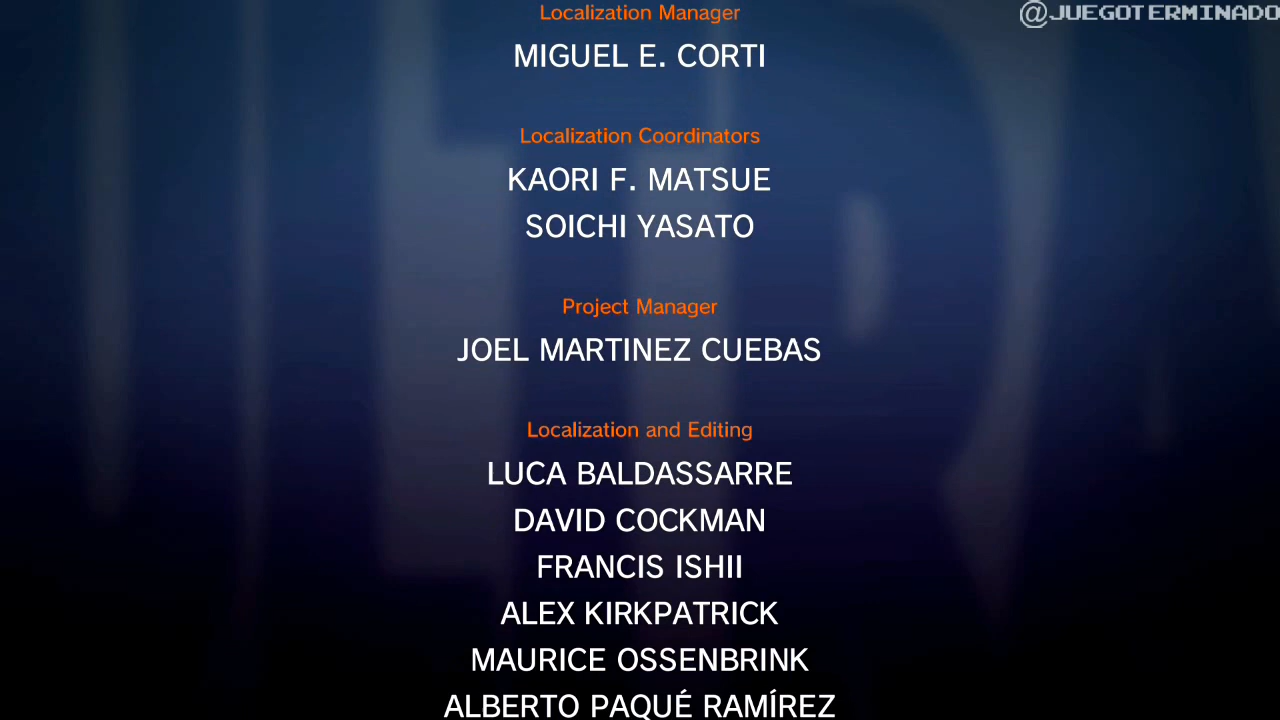 Localization Manager
@JUEGOTERMINADO
MIGUEL E. CORTI
Localization Coordinators
KAORI F. MATSUE
SOICHI YASATO
Project Manager
JOEL MARTINEZ CUEBAS
Localization and Editing
LUCA BALDASSARRE
DAVID COCKMAN
FRANCIS ISHII
ALEX KIRKPATRICK
MAURICE OSSENBRINK
ALBERTO PAQUÉ RAMÍREZ